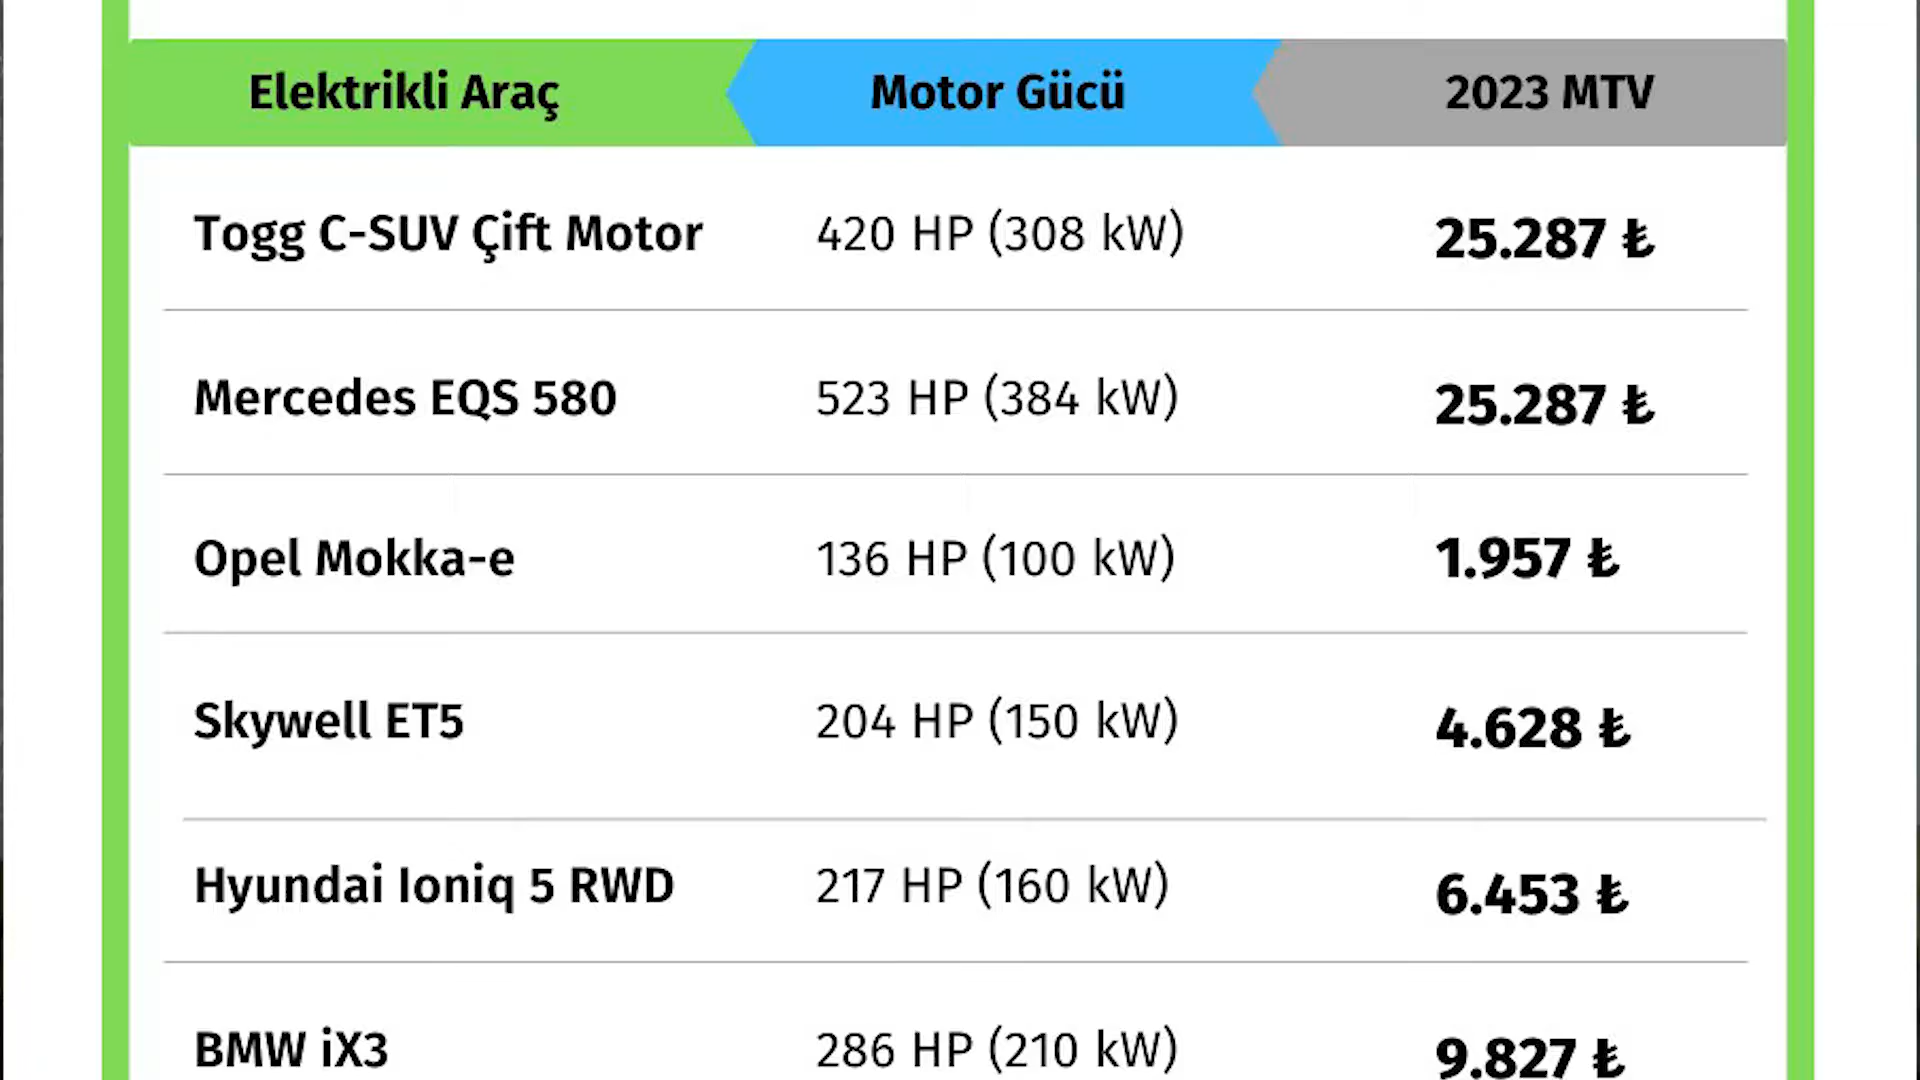 Elektrikli Araç Motor Gücü 2023 MTV
Togg C-SUV Çift Motor 420 HP (308 kW) 25.287 ₺
Mercedes EQS 580 523 HP (384 kW) 25.287 ₺
Opel Mokka-e 136 HP (100 kW) 1.957 ₺
Skywell ET5 204 HP (150 kW) 4.628 ₺
Hyundai Ioniq 5 RWD 217 HP (160 kW) 6.453 ₺
BMW iX3 286 HP (210 kW) 9.827 ₺